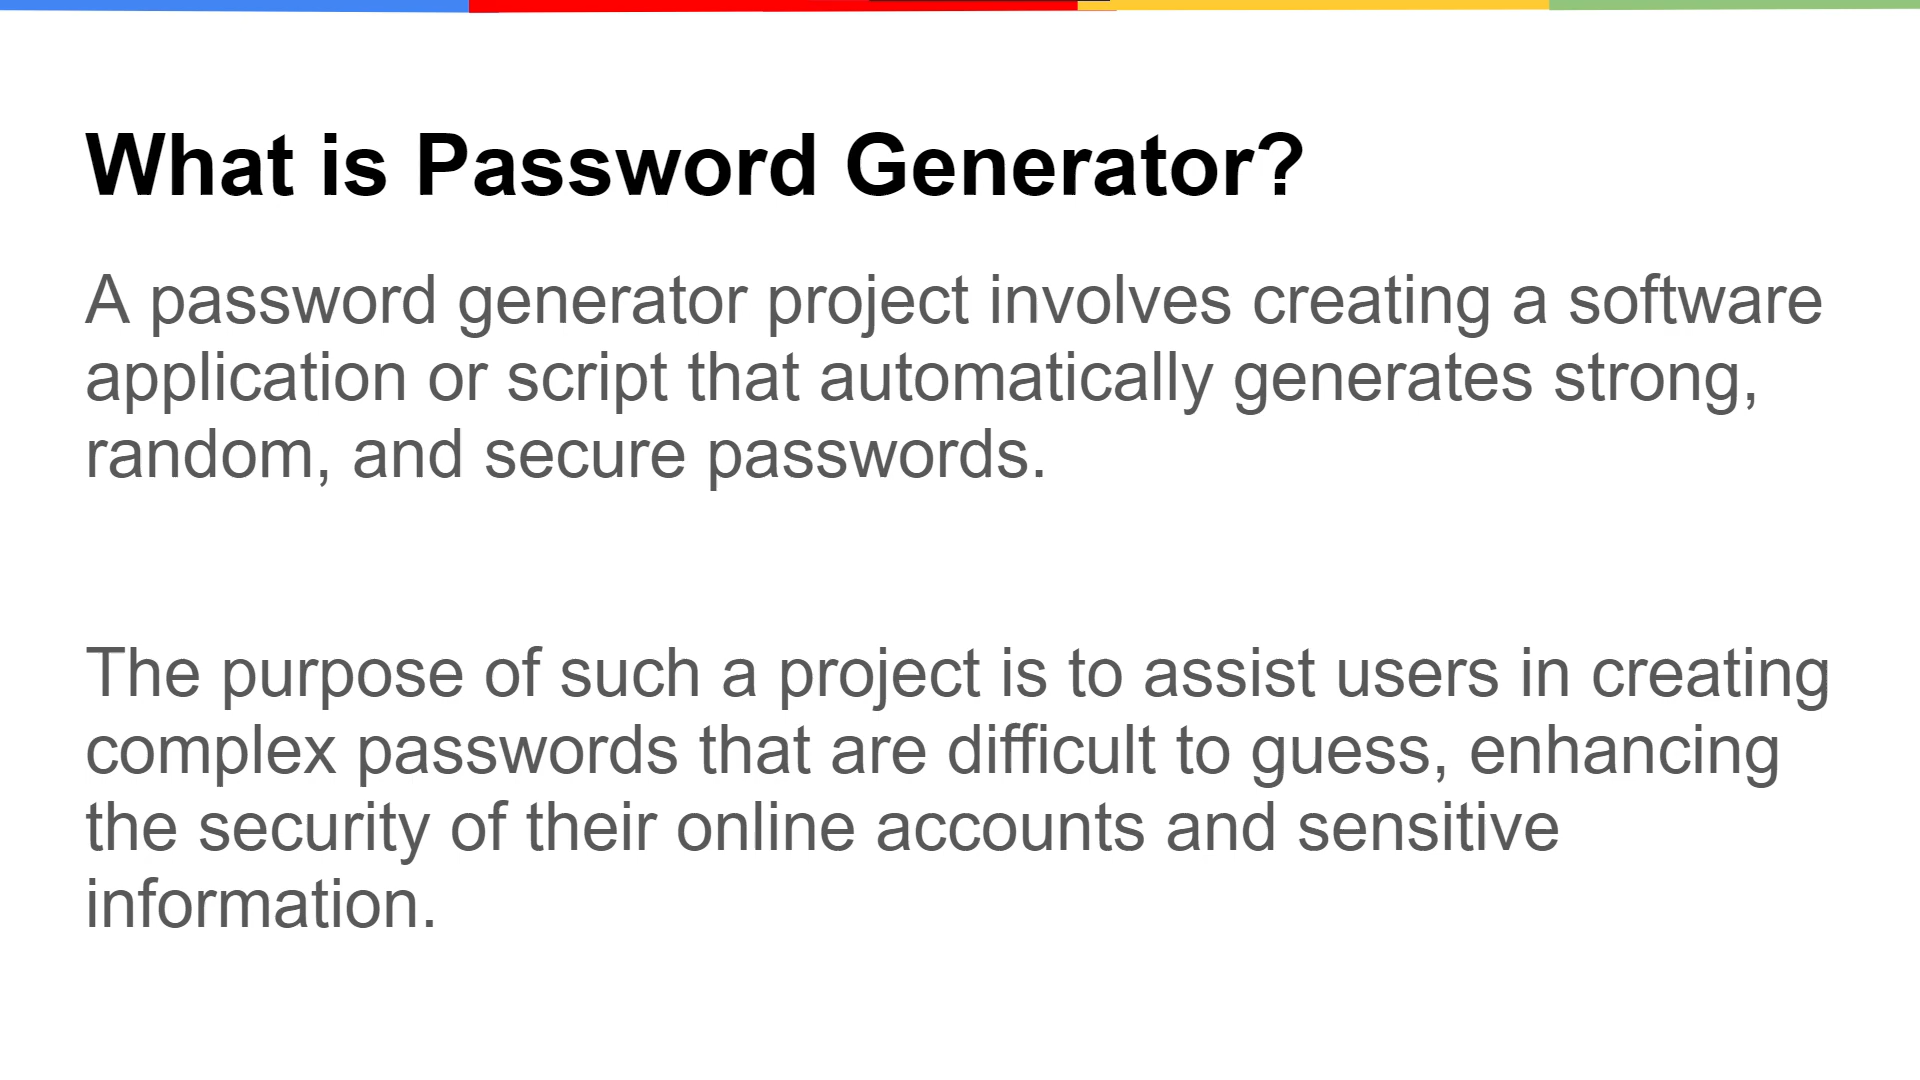 What is Password Generator?
A password generator project involves creating a software
application or script that automatically generates strong,
random, and secure passwords.
The purpose of such a project is to assist users in creating
complex passwords that are difficult to guess, enhancing
the security of their online accounts and sensitive
information.